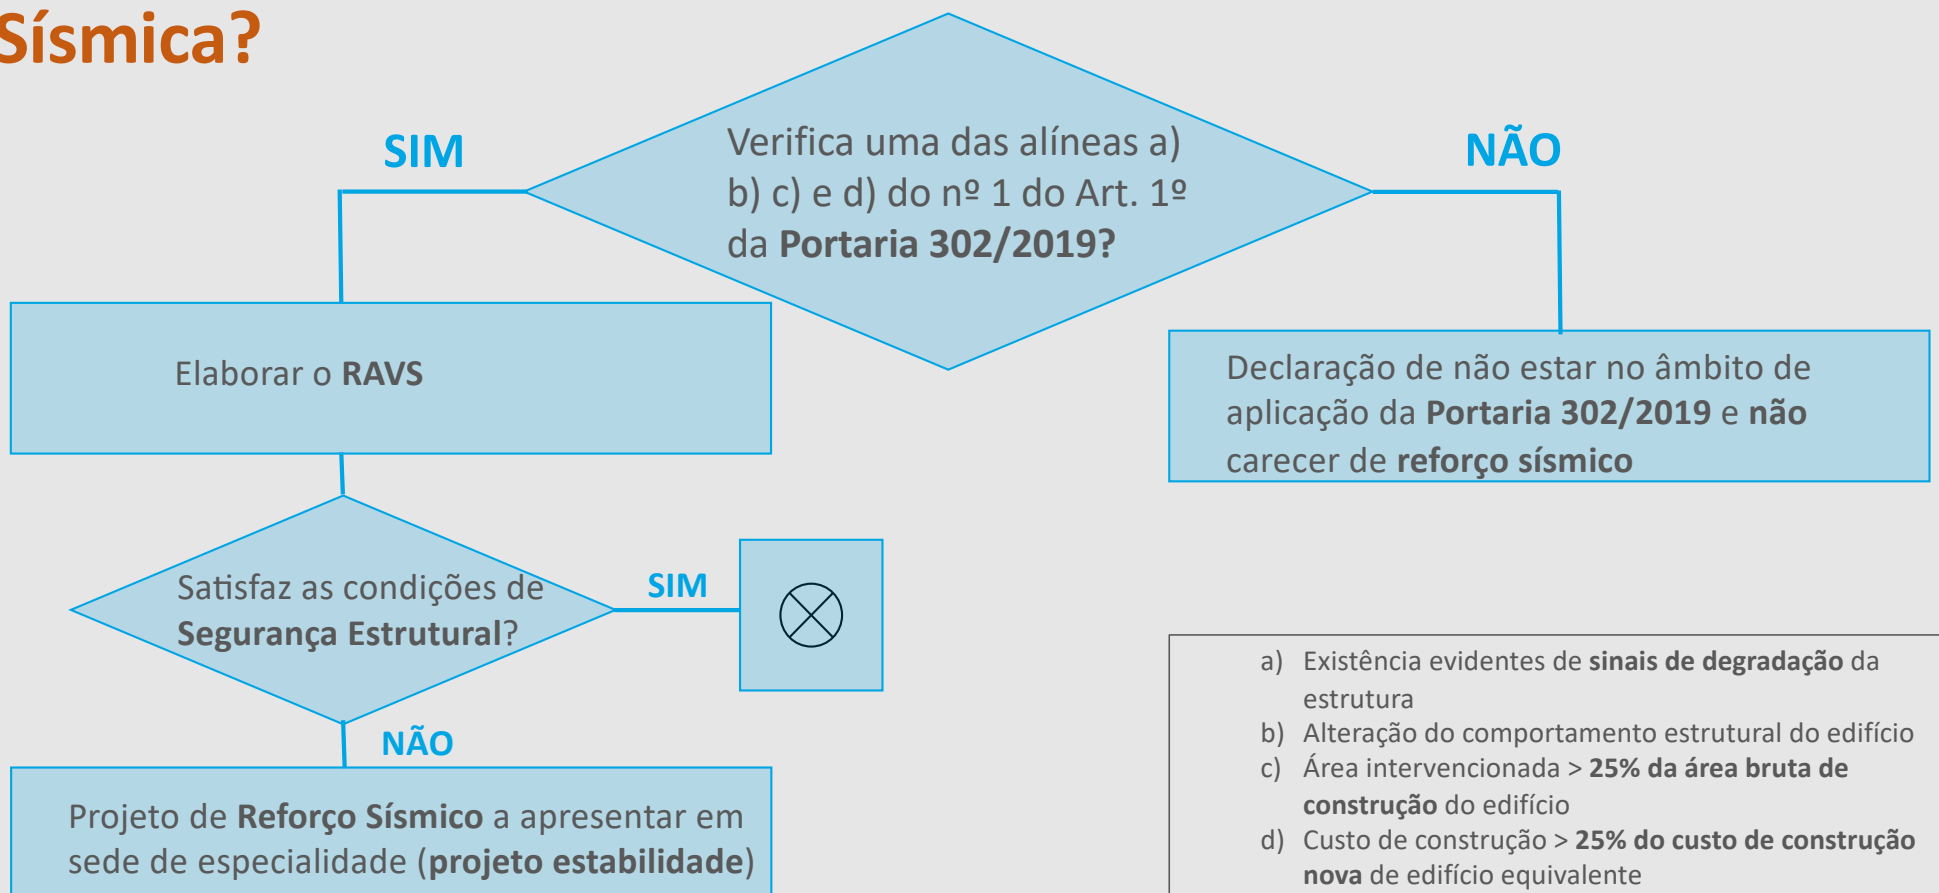 Sísmica?
SIM
Verifica uma das alíneas a)
b) c) e d) do nº 1 do Art. 1º
da Portaria 302/2019?
NÃO
Elaborar o RAVS
Declaração de não estar no âmbito de
aplicação da Portaria 302/2019 e não
carecer de reforço sísmico
Satisfaz as condições de
Segurança Estrutural?
SIM
NÃO
Projeto de Reforço Sísmico a apresentar em
sede de especialidade (projeto estabilidade)
a) Existência evidentes de sinais de degradação da
estrutura
b) Alteração do comportamento estrutural do edifício
c) Área intervencionada > 25% da área bruta de
construção do edifício
d) Custo de construção > 25% do custo de construção
nova de edifício equivalente